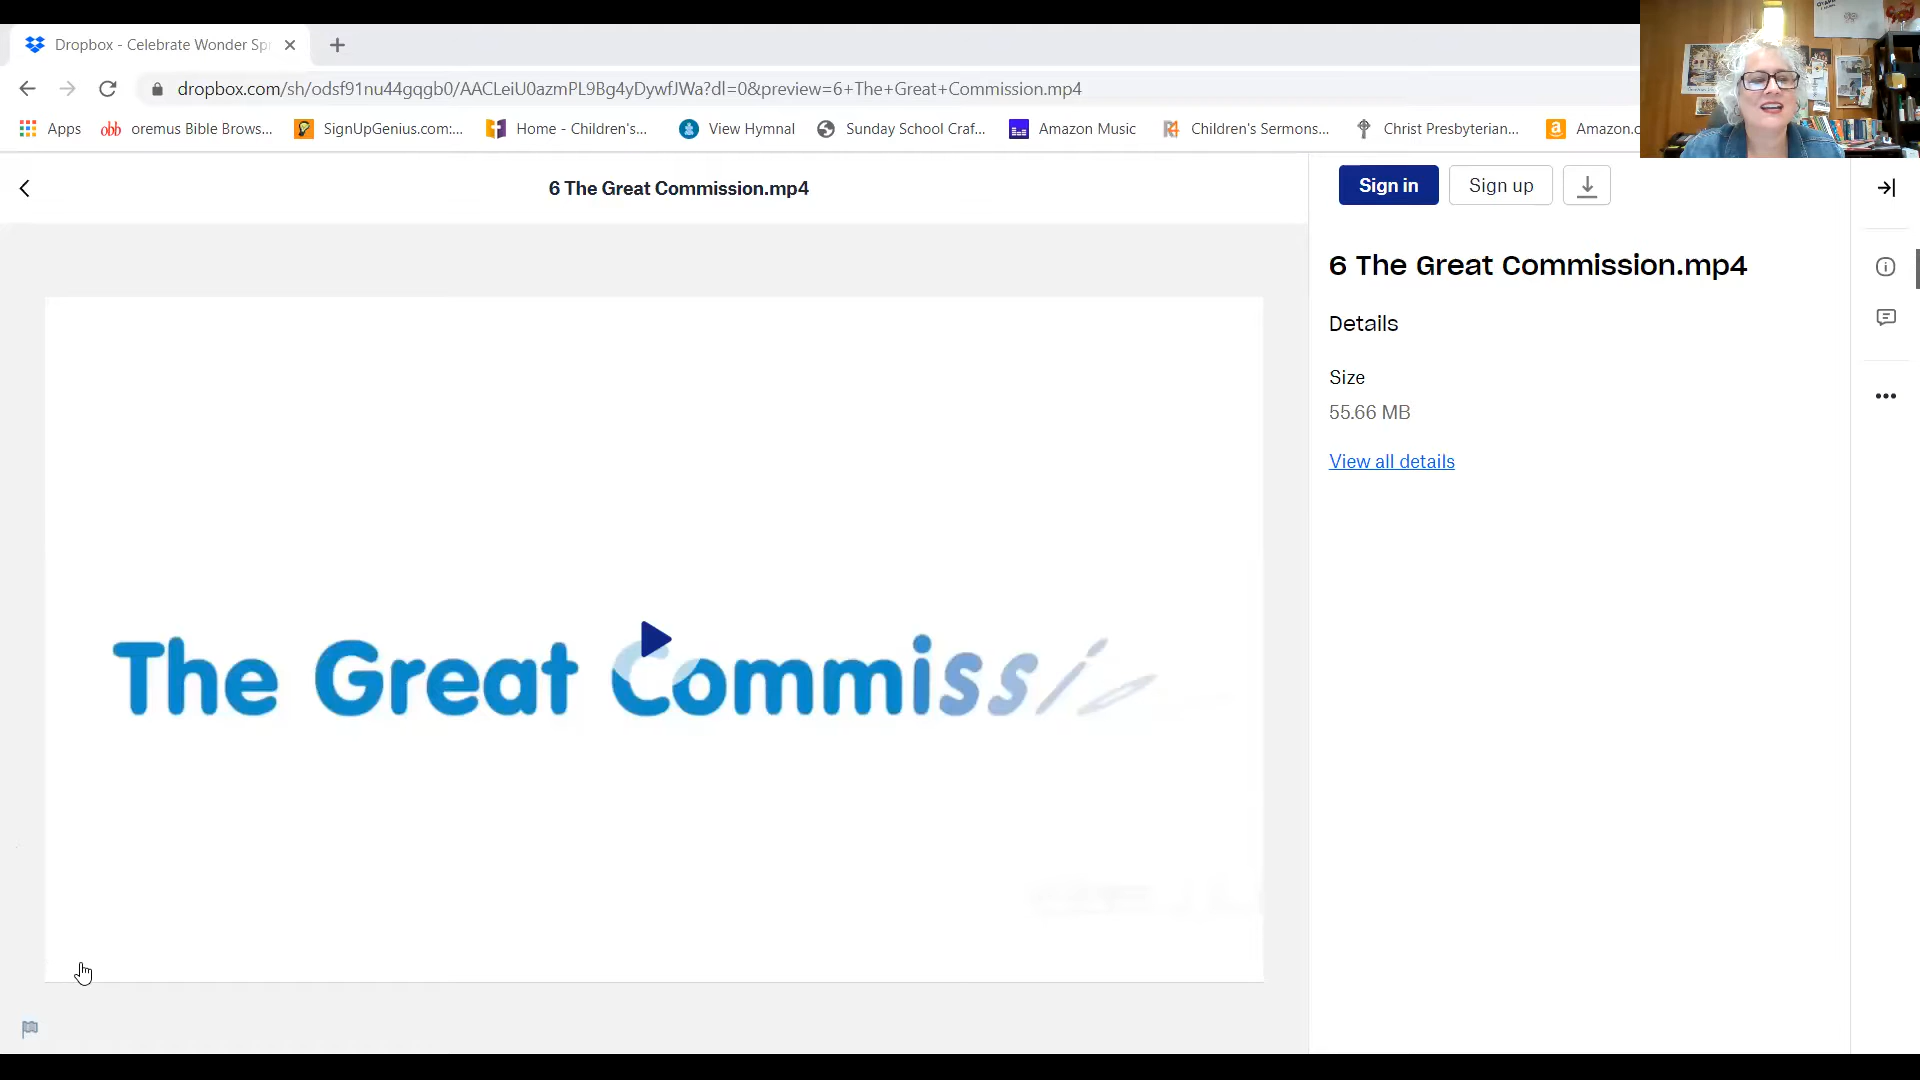 Dropbox - Celebrate Wonder Spr
dropbox.com/sh/odsf91nu44gqgb0/AACLeiU0azmPL9Bg4yDywfJWa?dl=0&preview=6+The+Great+Commission.mp4
Apps obb oremus Bible Brows... SignUpGenius.com:... Home - Children's... View Hymnal Sunday School Craf... Amazon Music R4 Children's Sermons... Christ Presbyterian... a Amazon.c
6 The Great Commission.mp4
Sign in Sign up
6 The Great Commission.mp4
Details
Size
55.66 MB
View all details
The Great Commissio